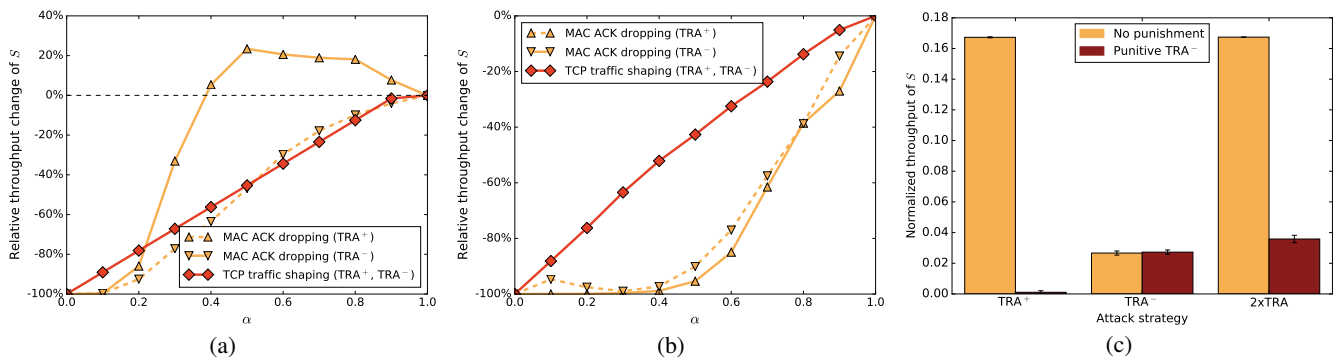 40%
20%
0%
-20%
-40%
-60%
-80%
-100%
Relative throughput change of S
MAC ACK dropping (TRA⁺)
MAC ACK dropping (TRA⁻)
TCP traffic shaping (TRA⁺, TRA⁻)
0.0 0.2 0.4 0.6 0.8 1.0
α
(a)
0%
-20%
-40%
-60%
-80%
-100%
Relative throughput change of S
MAC ACK dropping (TRA⁺)
MAC ACK dropping (TRA⁻)
TCP traffic shaping (TRA⁺, TRA⁻)
0.0 0.2 0.4 0.6 0.8 1.0
α
(b)
0.18
0.16
0.14
0.12
0.10
0.08
0.06
0.04
0.02
0.00
Normalized throughput of S
No punishment
Punitive TRA⁻
TRA⁺ TRA⁻ 2xTRA
Attack strategy
(c)